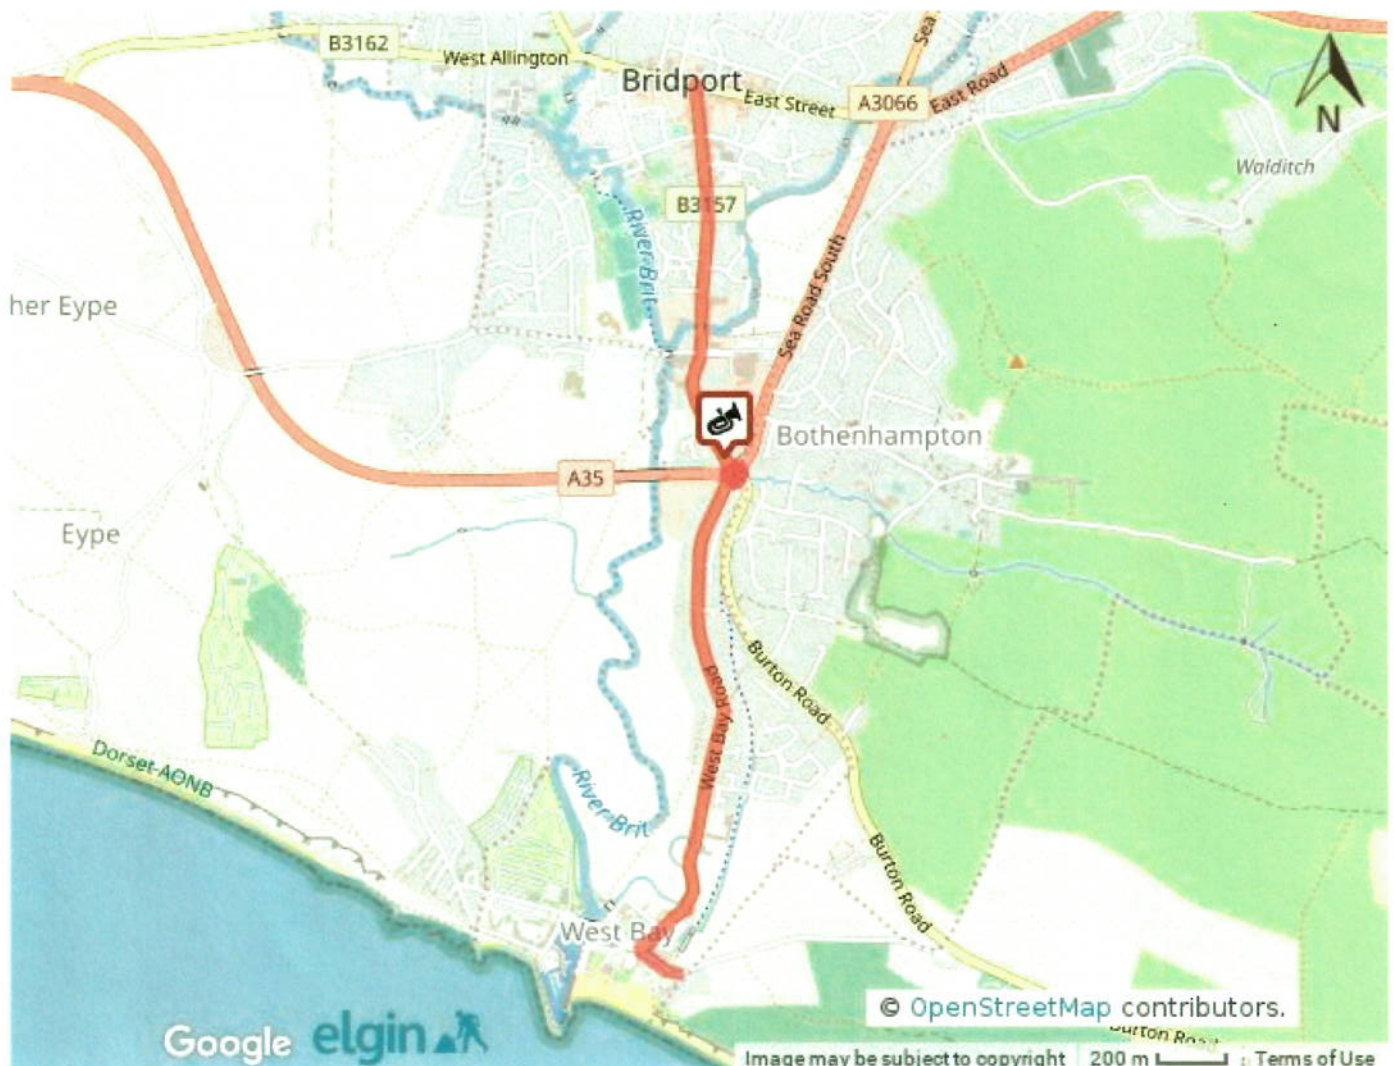 B3162
West Allington
Bridport
East Street
A3066
East Road
Sea
N
Walditch
B3157
River Brit
Sea Road South
her Eype
Bothenhampton
A35
Eype
Burton Road
West Bay Road
Dorset AONB
River Brit
Burton Road
West Bay
© OpenStreetMap contributors.
Burton Road
Google elgin
Image may be subject to copyright 200 m Terms of Use